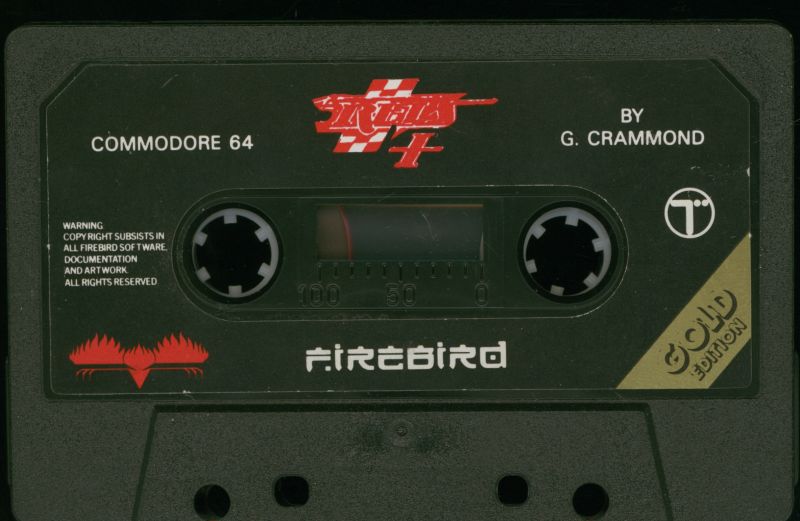 REVS
+
COMMODORE 64
BY
G. CRAMMOND
T
WARNING
COPYRIGHT SUBSISTS IN
ALL FIREBIRD SOFTWARE,
DOCUMENTATION
AND ARTWORK.
ALL RIGHTS RESERVED
100 50 0
GOLD
EDITION
FIREBIRD